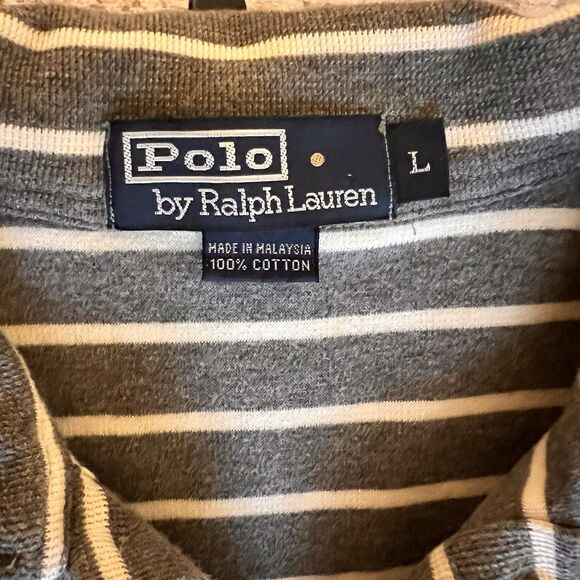 Polo
by Ralph Lauren
L
MADE IN MALAYSIA
100% COTTON